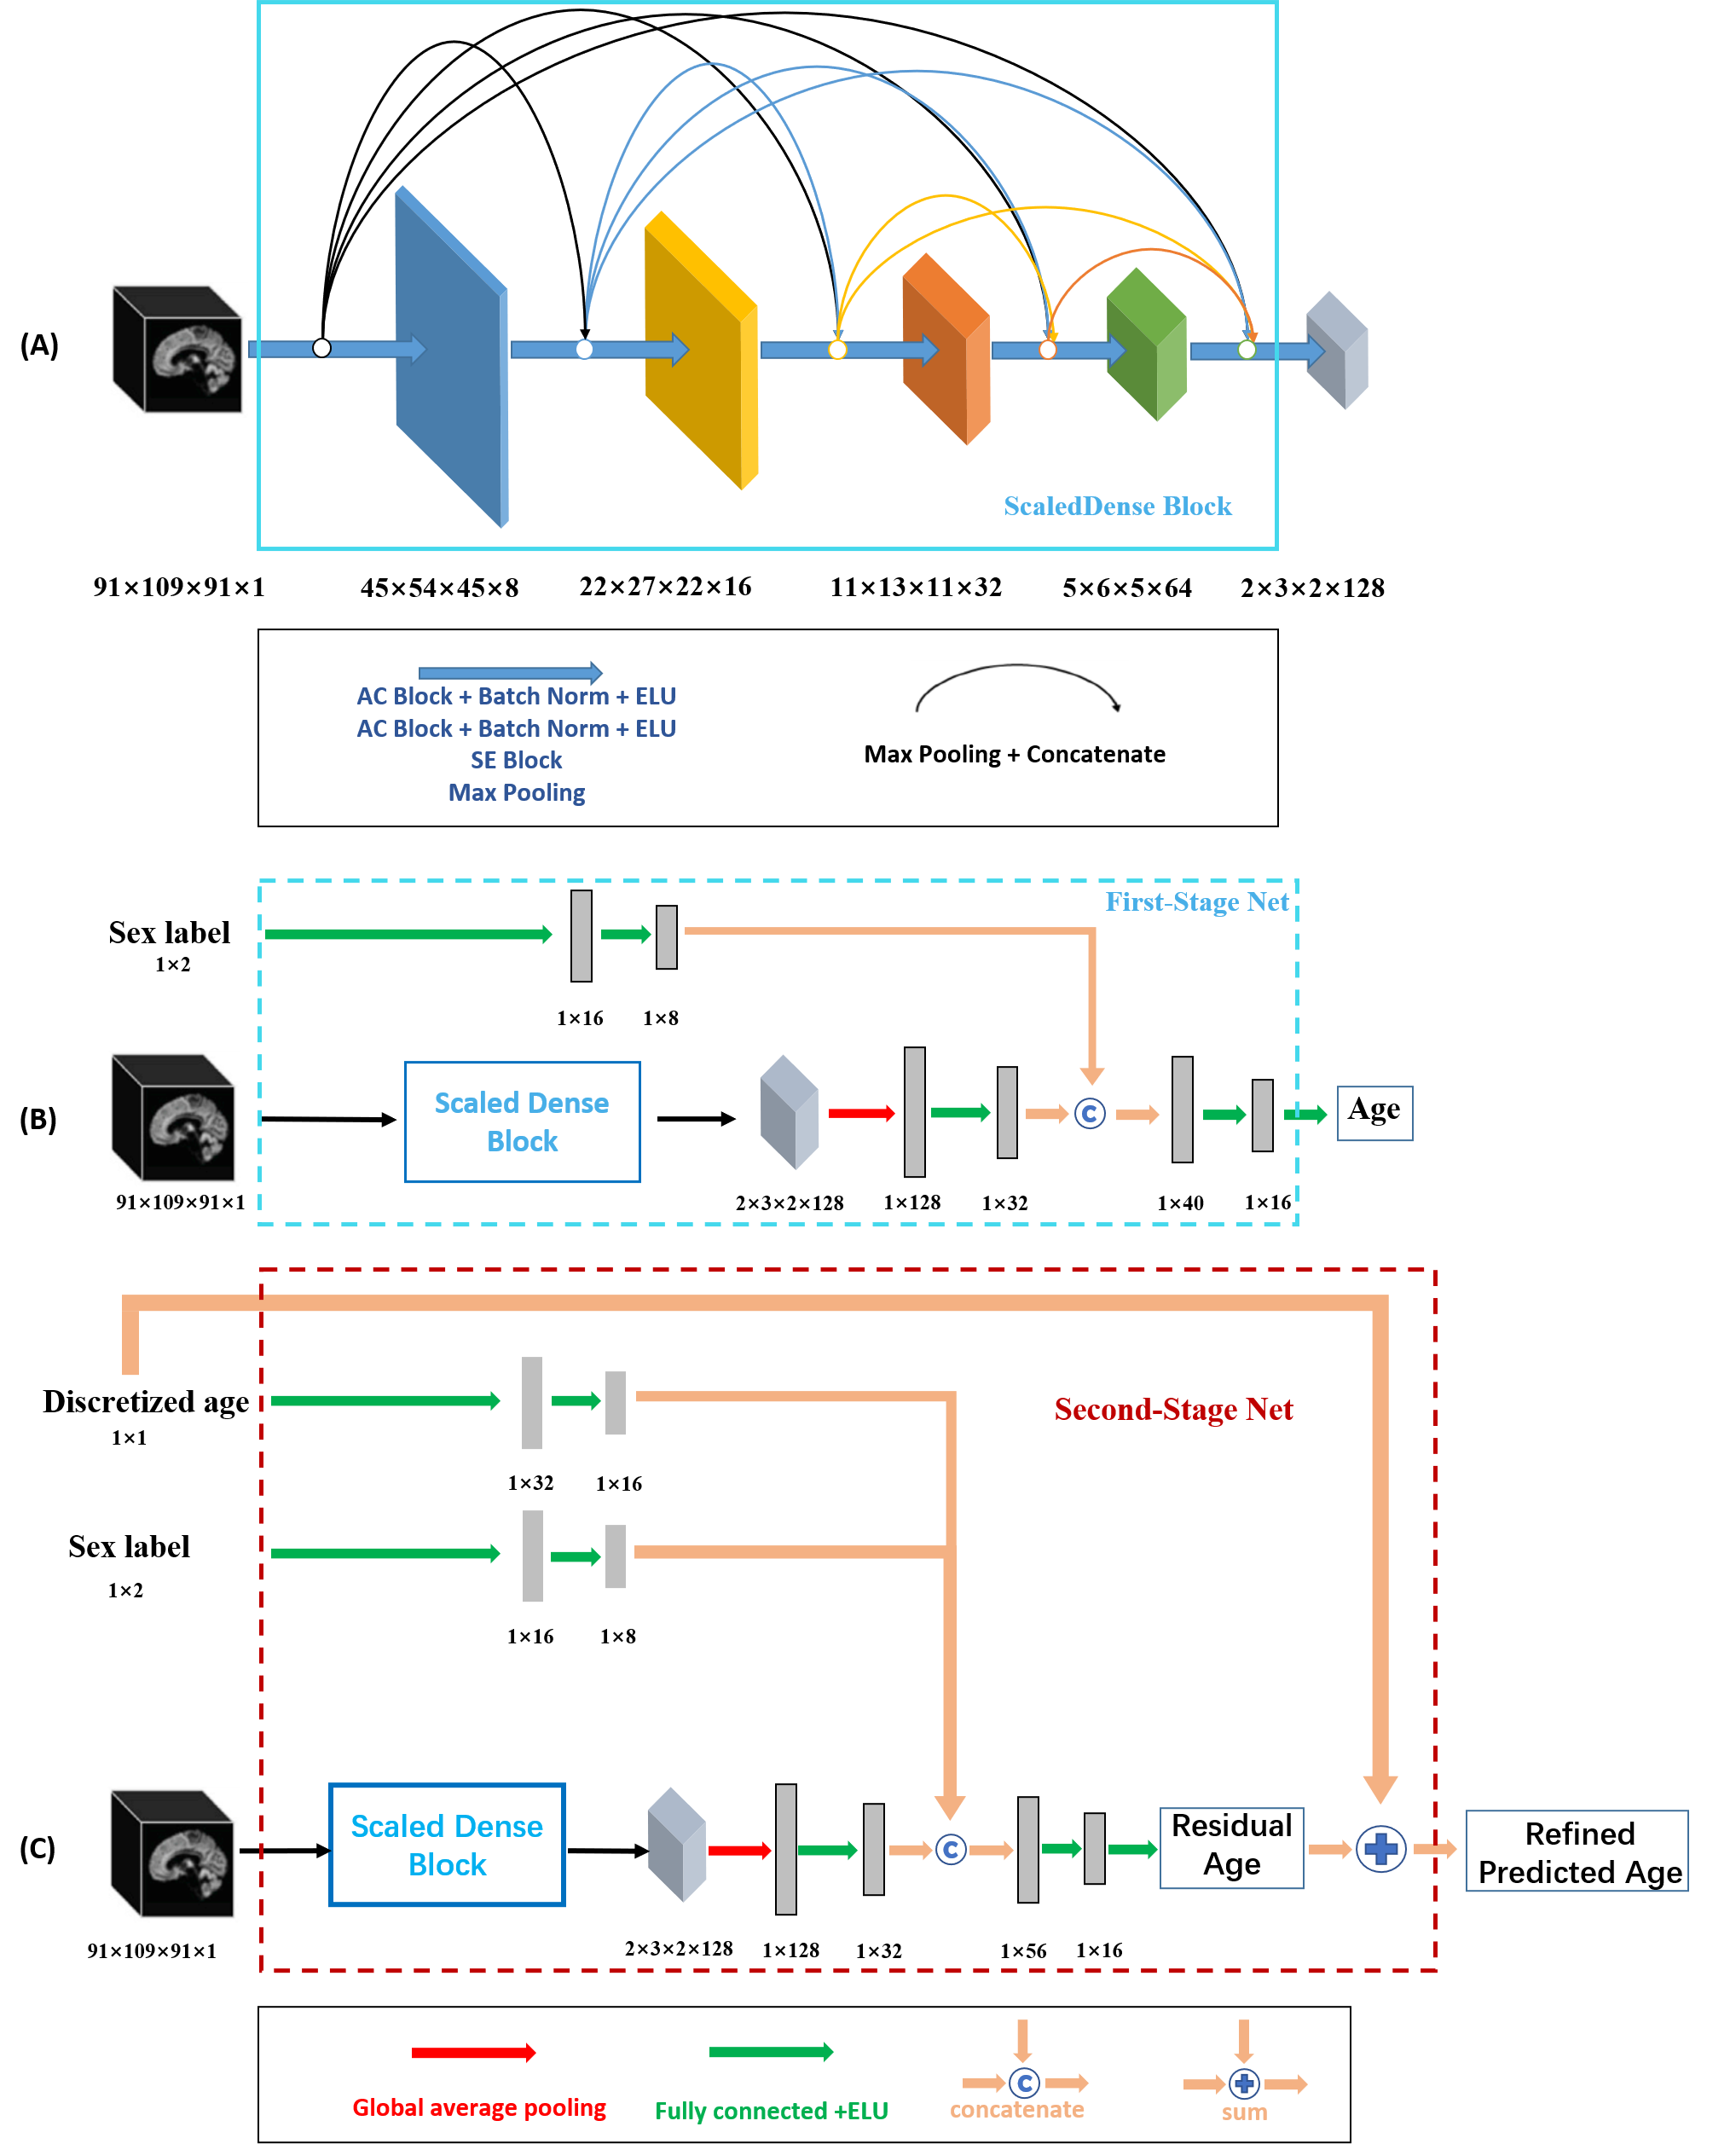 (A)
ScaledDense Block
91×109×91×1
45×54×45×8
22×27×22×16
11×13×11×32
5×6×5×64
2×3×2×128
AC Block + Batch Norm + ELU
AC Block + Batch Norm + ELU
SE Block
Max Pooling
Max Pooling + Concatenate
First-Stage Net
Sex label
1×2
1×16
1×8
(B)
Scaled Dense
Block
C
Age
91×109×91×1
2×3×2×128
1×128
1×32
1×40
1×16
Discretized age
1×1
Second-Stage Net
1×32
1×16
Sex label
1×2
1×16
1×8
(C)
Scaled Dense
Block
C
Residual
Age
Refined
Predicted Age
91×109×91×1
2×3×2×128
1×128
1×32
1×56
1×16
Global average pooling
Fully connected +ELU
C
concatenate
sum